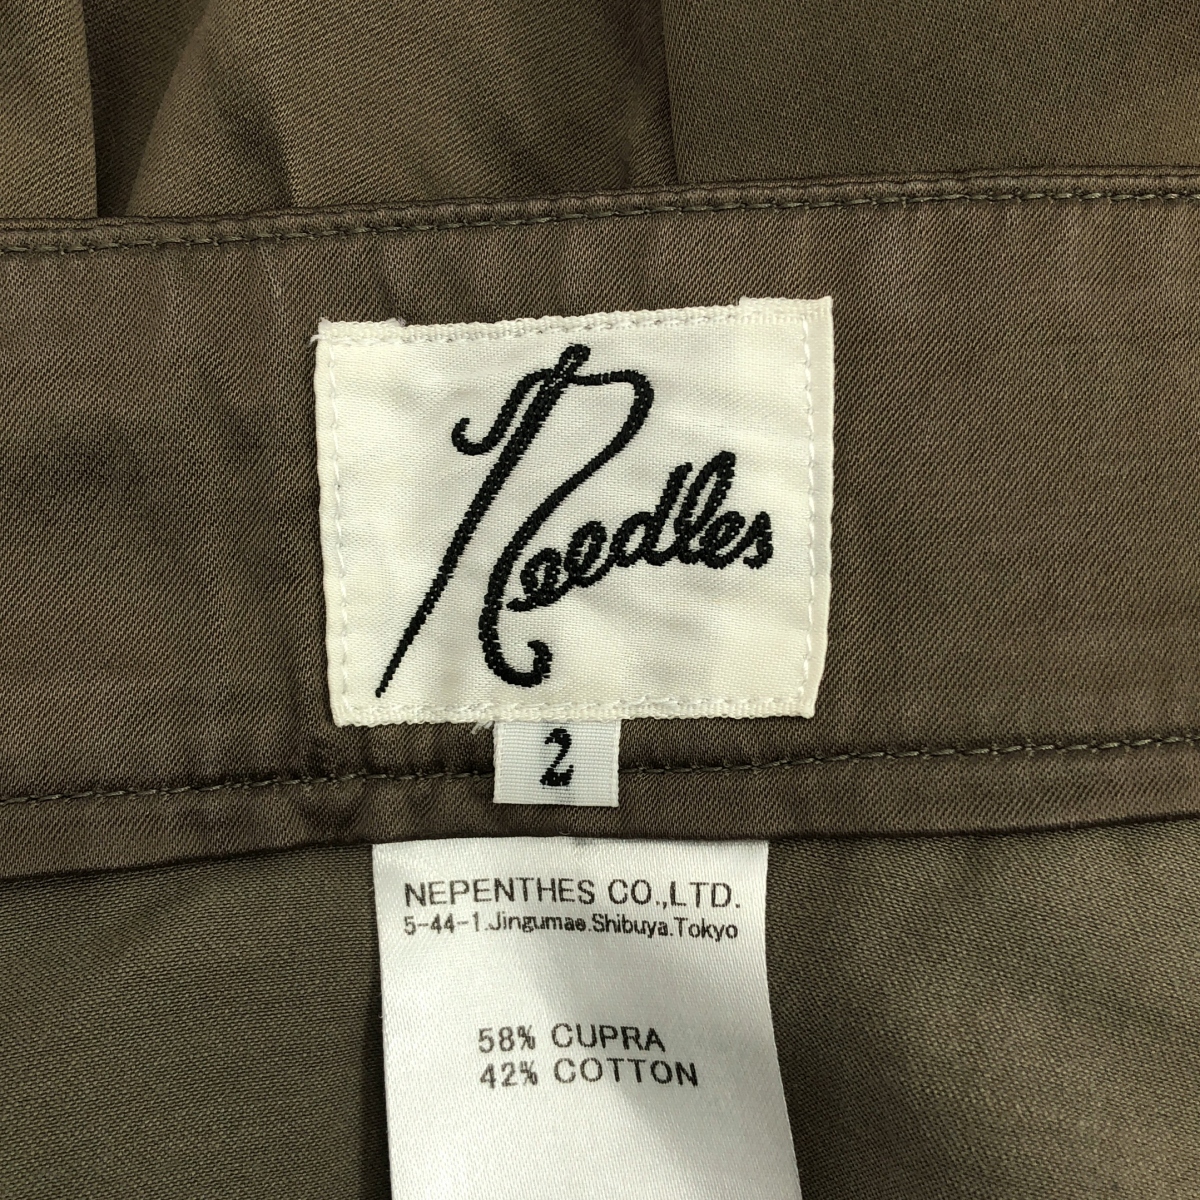 Needles
2
NEPENTHES CO.,LTD.
5-44-1.Jingumae.Shibuya.Tokyo
58% CUPRA
42% COTTON